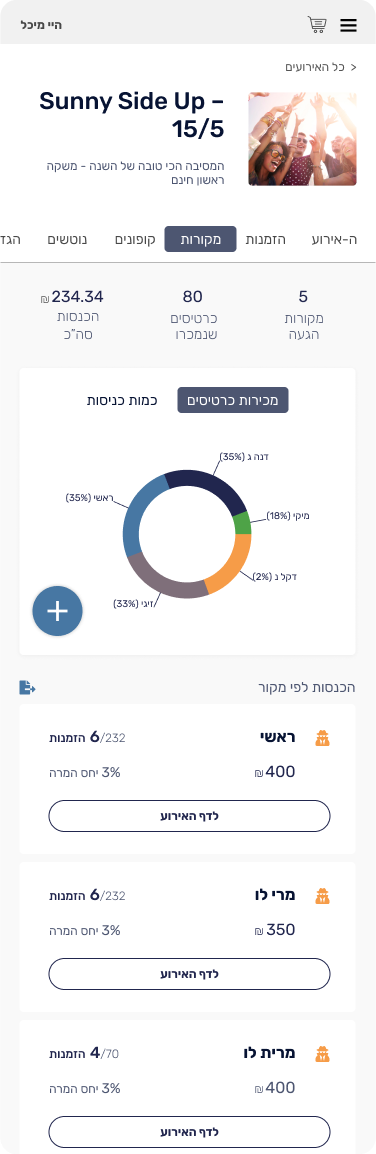 היי מיכל
< כל האירועים
Sunny Side Up –
15/5
המסיבה הכי טובה של השנה - משקה
ראשון חינם
ה-אירוע
הזמנות
מקורות
קופונים
נוטשים
הגד
5
מקורות
הגעה
80
כרטיסים
שנמכרו
234.34 ₪
הכנסות
סה"כ
מכירות כרטיסים
כמות כניסות
דנה ג (35%)
ראשי (35%)
מיקי (18%)
דקל נ (2%)
זיגי (33%)
הכנסות לפי מקור
ראשי
6/232 הזמנות
400 ₪
3% יחס המרה
לדף האירוע
מרי לו
6/232 הזמנות
350 ₪
3% יחס המרה
לדף האירוע
מרית לו
4/70 הזמנות
400 ₪
3% יחס המרה
לדף האירוע